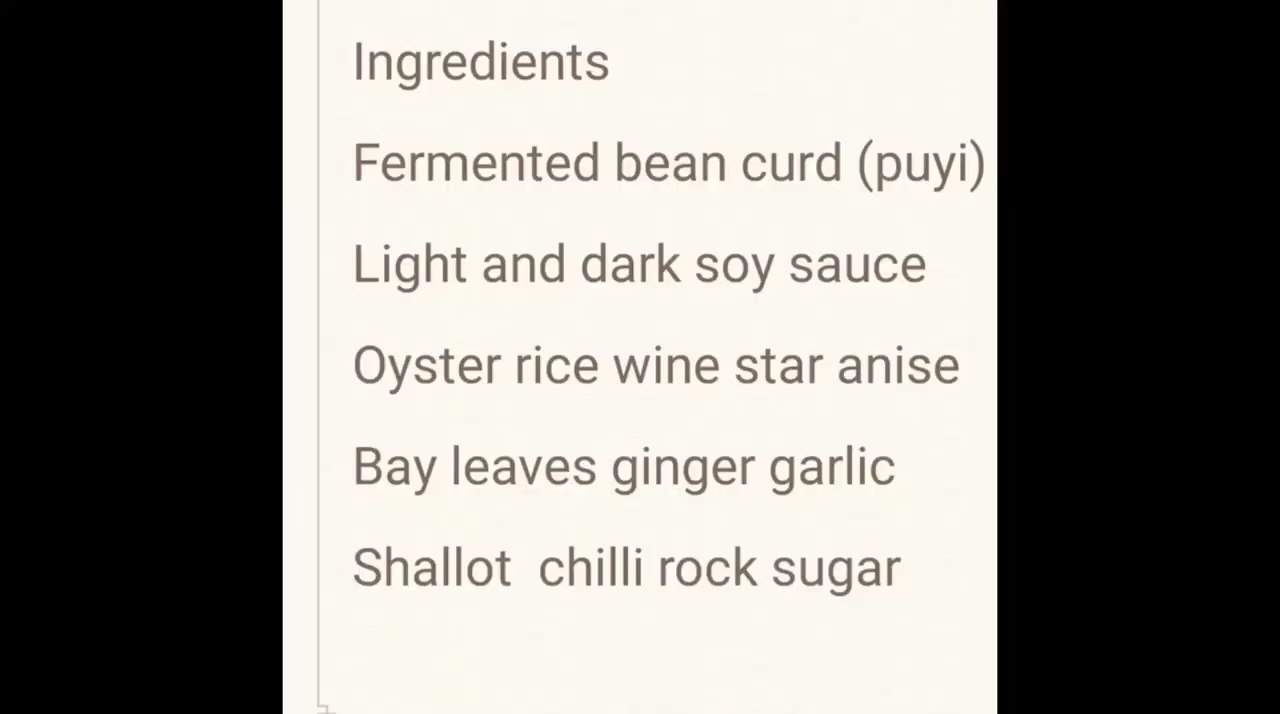 Ingredients
Fermented bean curd (puyi)
Light and dark soy sauce
Oyster rice wine star anise
Bay leaves ginger garlic
Shallot  chilli rock sugar